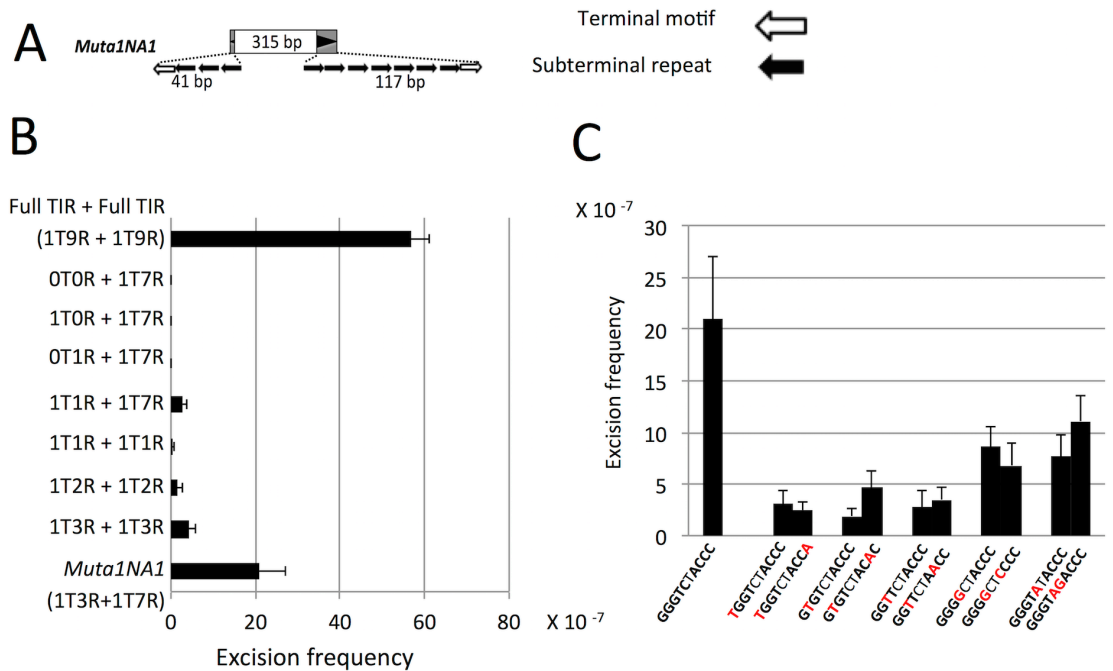 A
Muta1NA1
315 bp
41 bp
117 bp
Terminal motif
Subterminal repeat
B
Full TIR + Full TIR
(1T9R + 1T9R)
0T0R + 1T7R
1T0R + 1T7R
0T1R + 1T7R
1T1R + 1T7R
1T1R + 1T1R
1T2R + 1T2R
1T3R + 1T3R
Muta1NA1
(1T3R+1T7R)
0 20 40 60 80
X 10 -7
Excision frequency
C
X 10 -7
Excision frequency
30
25
20
15
10
5
0
GGGTCTACCC
TGGTCTACCC
TGGTCTACCA
GTGTCTACCC
GTGTCTACAC
GGTTCTACCC
GGTTCTAACC
GGGGCTACCC
GGGGCTCCCC
GGGTATACCC
GGGTAGACCC